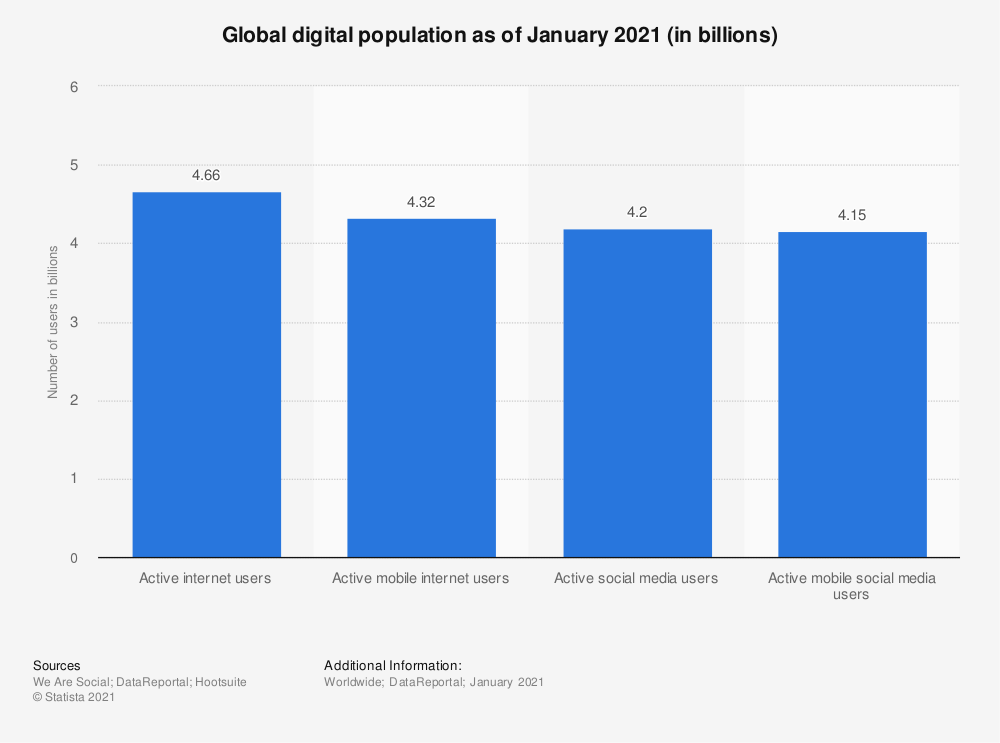 Global digital population as of January 2021 (in billions)
Number of users in billions
6
5
4
3
2
1
0
4.66
4.32
4.2
4.15
Active internet users
Active mobile internet users
Active social media users
Active mobile social media
users
Sources
We Are Social; DataReportal; Hootsuite
© Statista 2021
Additional Information:
Worldwide; DataReportal; January 2021